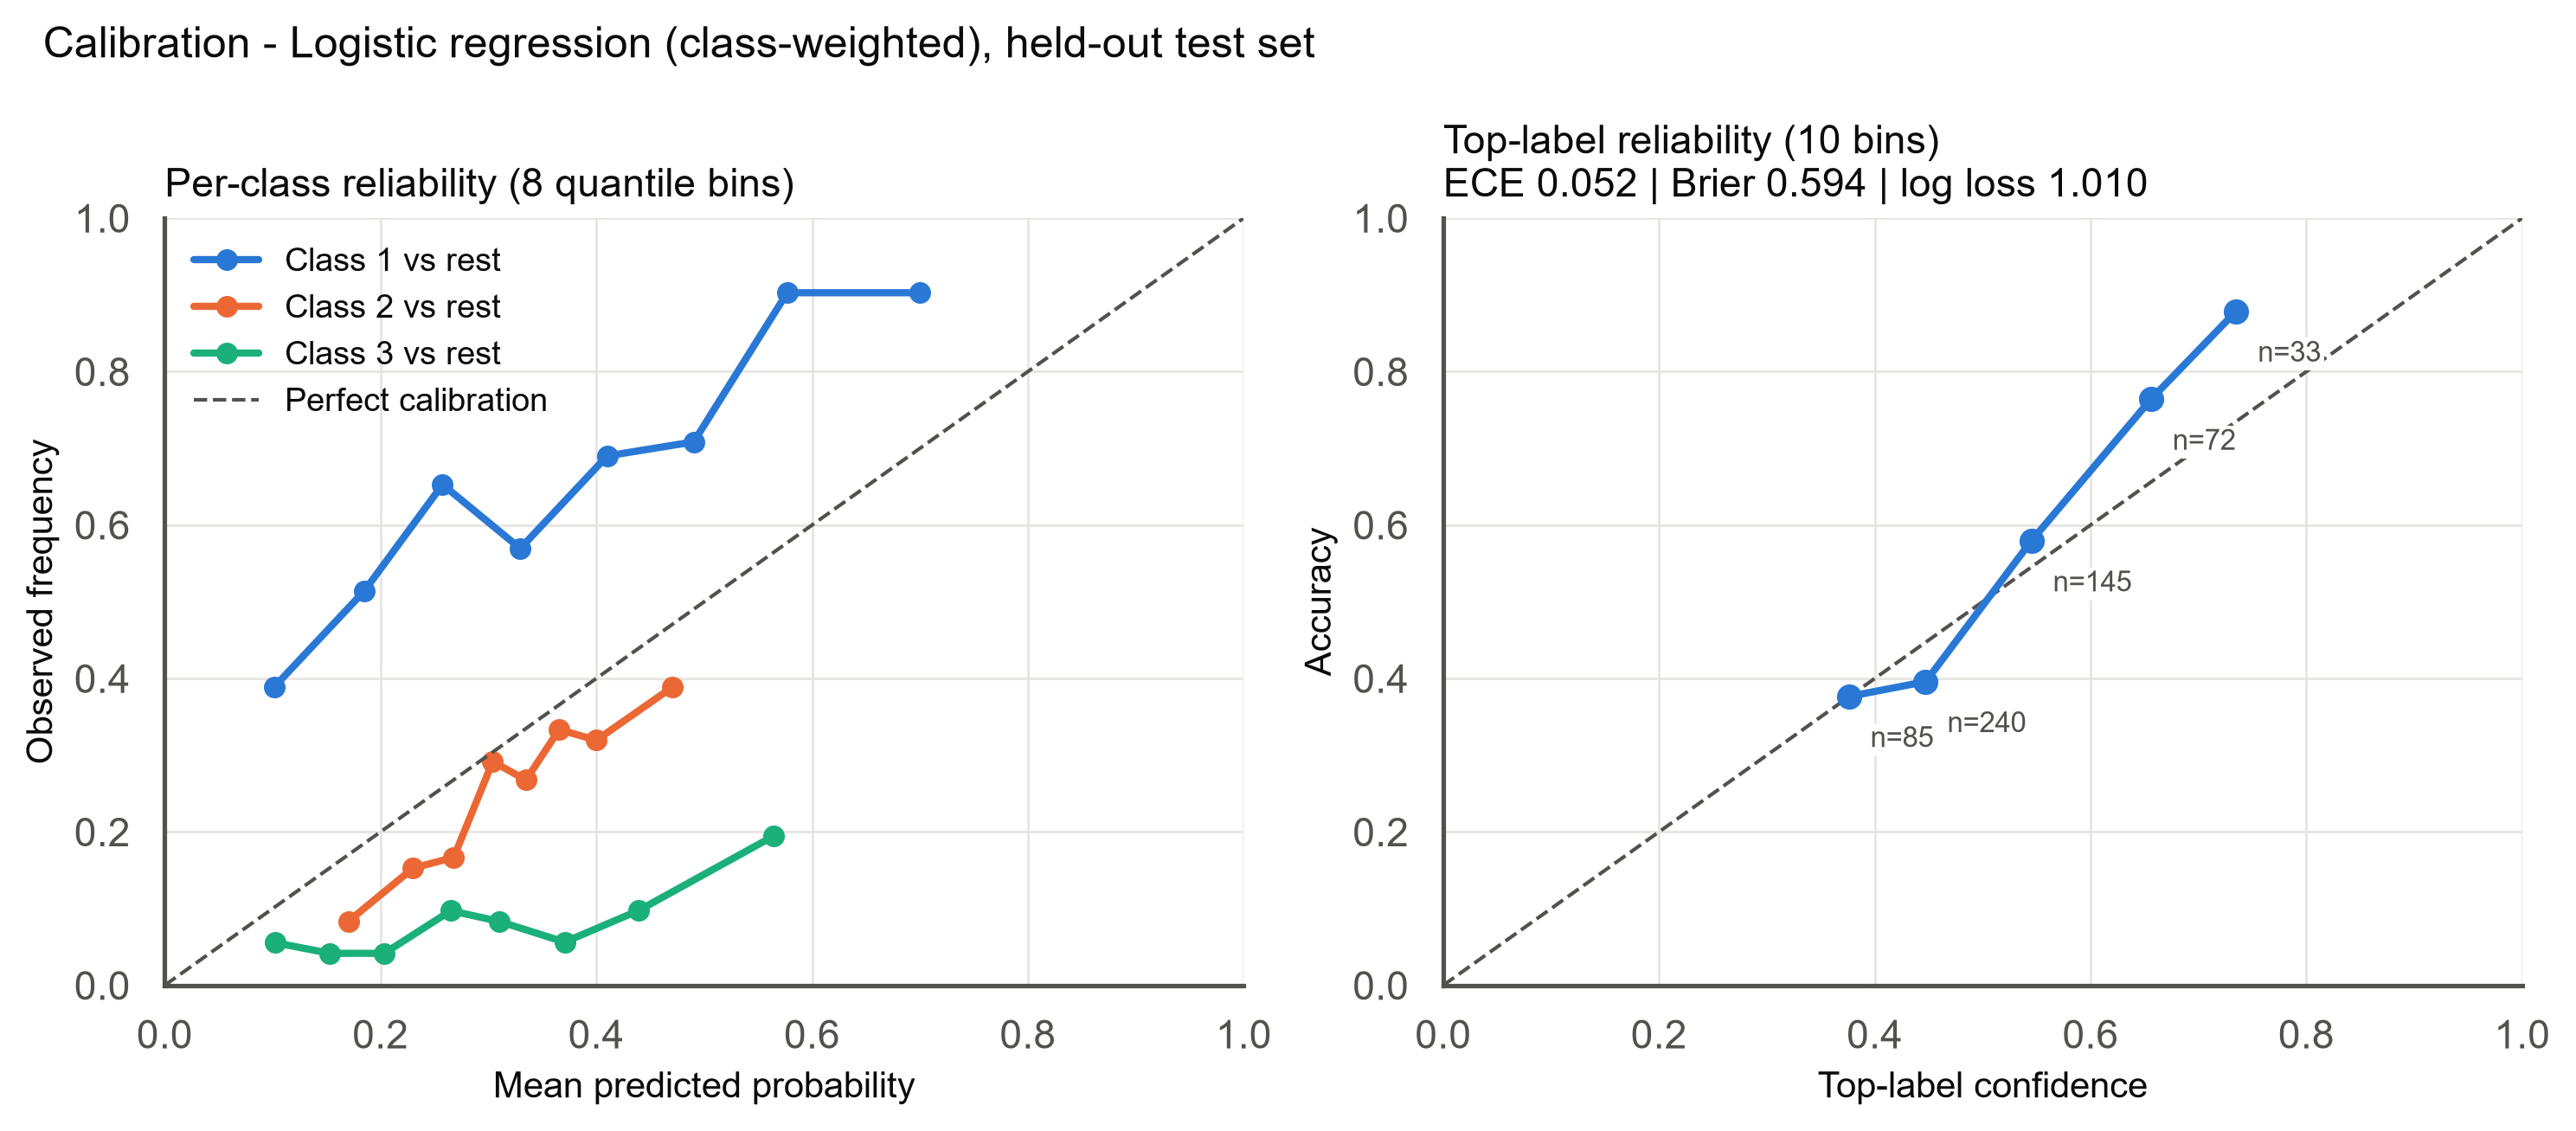 Calibration - Logistic regression (class-weighted), held-out test set
Per-class reliability (8 quantile bins)
1.0
0.8
0.6
0.4
0.2
0.0
0.0 0.2 0.4 0.6 0.8 1.0
Observed frequency
Mean predicted probability
Class 1 vs rest
Class 2 vs rest
Class 3 vs rest
Perfect calibration
Top-label reliability (10 bins)
ECE 0.052 | Brier 0.594 | log loss 1.010
1.0
0.8
0.6
0.4
0.2
0.0
0.0 0.2 0.4 0.6 0.8 1.0
Accuracy
Top-label confidence
n=33
n=72
n=145
n=240
n=85